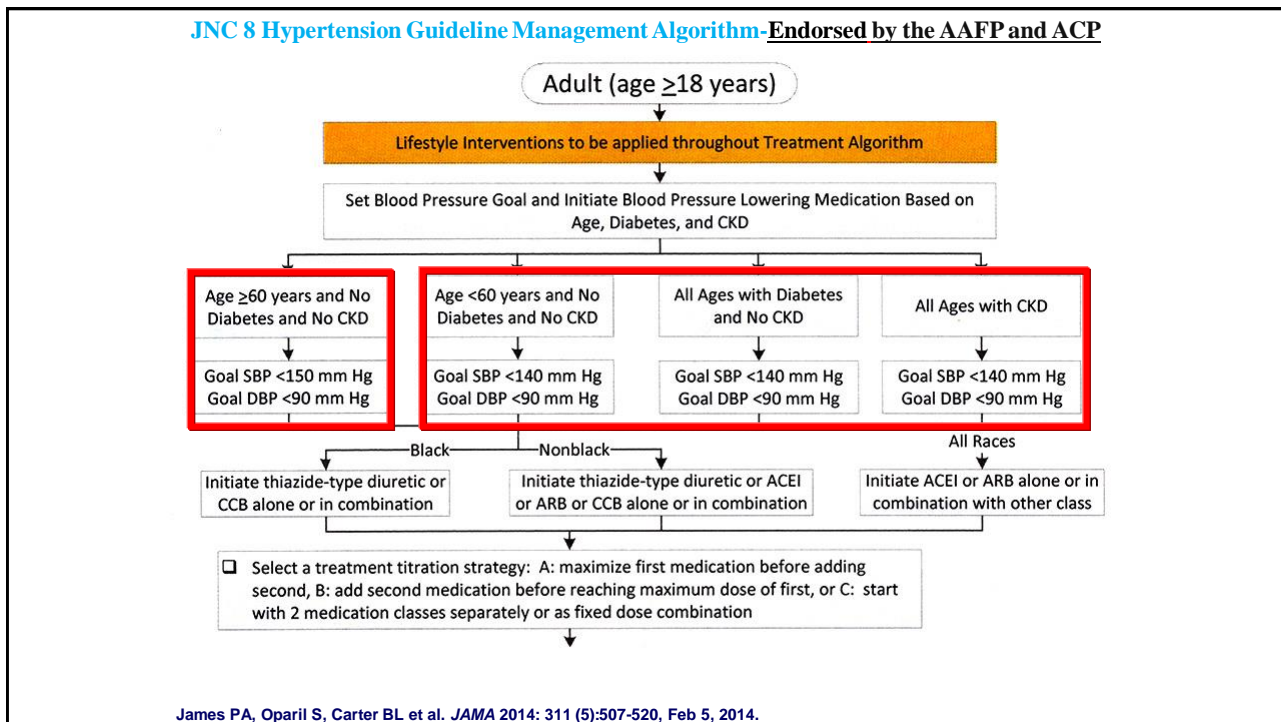 JNC 8 Hypertension Guideline Management Algorithm-Endorsed by the AAFP and ACP
Adult (age ≥18 years)
Lifestyle Interventions to be applied throughout Treatment Algorithm
Set Blood Pressure Goal and Initiate Blood Pressure Lowering Medication Based on
Age, Diabetes, and CKD
Age ≥60 years and No
Diabetes and No CKD
Goal SBP <150 mm Hg
Goal DBP <90 mm Hg
Age <60 years and No
Diabetes and No CKD
Goal SBP <140 mm Hg
Goal DBP <90 mm Hg
All Ages with Diabetes
and No CKD
Goal SBP <140 mm Hg
Goal DBP <90 mm Hg
All Ages with CKD
Goal SBP <140 mm Hg
Goal DBP <90 mm Hg
Black
Nonblack
All Races
Initiate thiazide-type diuretic or
CCB alone or in combination
Initiate thiazide-type diuretic or ACEI
or ARB or CCB alone or in combination
Initiate ACEI or ARB alone or in
combination with other class
❑ Select a treatment titration strategy: A: maximize first medication before adding
second, B: add second medication before reaching maximum dose of first, or C: start
with 2 medication classes separately or as fixed dose combination
James PA, Oparil S, Carter BL et al. JAMA 2014: 311 (5):507-520, Feb 5, 2014.